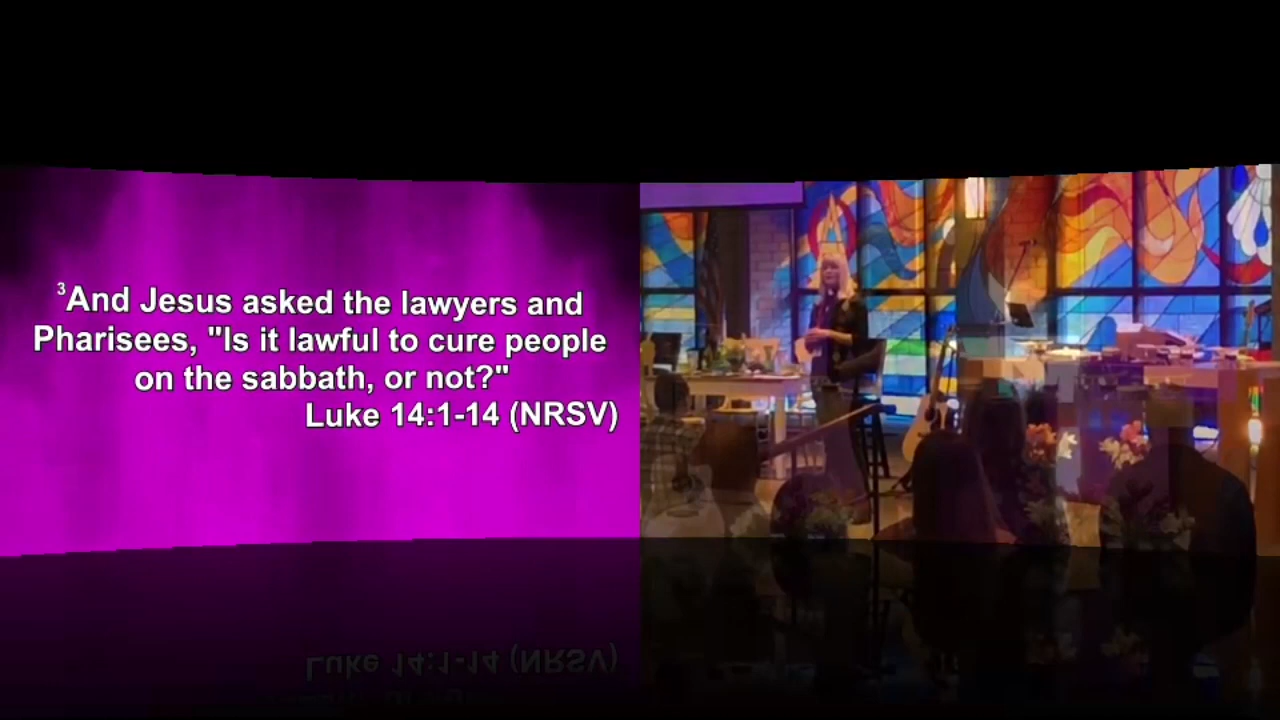 ³And Jesus asked the lawyers and
Pharisees, "Is it lawful to cure people
on the sabbath, or not?"
Luke 14:1-14 (NRSV)